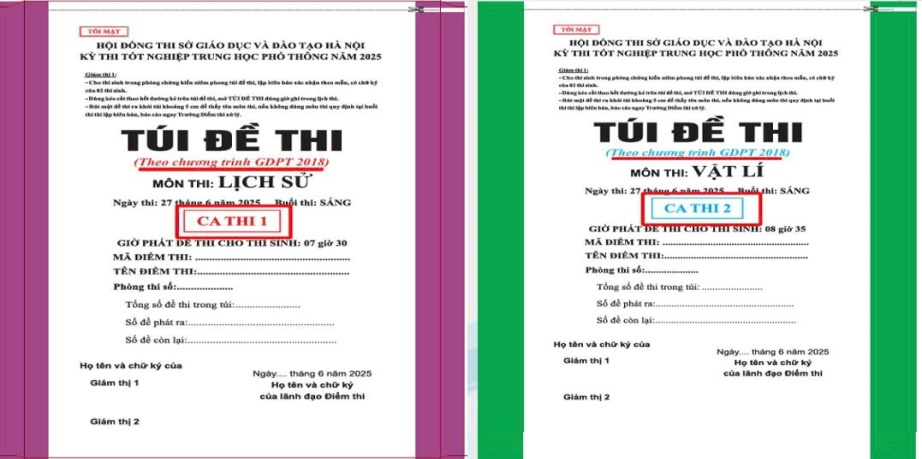 TỐI MẬT
HỘI ĐỒNG THI SỞ GIÁO DỤC VÀ ĐÀO TẠO HÀ NỘI
KỲ THI TỐT NGHIỆP TRUNG HỌC PHỔ THÔNG NĂM 2025
Giám thị 1:
- Cho thí sinh trong phòng chứng kiến niêm phong túi đề thi, lập biên bản xác nhận theo mẫu, có chữ ký
của 02 thí sinh.
- Dùng kéo cắt theo hết đường kẻ trên túi đề thi, mở TÚI ĐỀ THI đúng giờ ghi trong lịch thi.
- Rút mặt đề thi ra khỏi túi khoảng 5 cm để thấy tên môn thi, nếu không đúng môn thi quy định tại buổi
thi thì lập biên bản, báo cáo ngay Trưởng Điểm thi xử lý.
TÚI ĐỀ THI
(Theo chương trình GDPT 2018)
MÔN THI: LỊCH SỬ
Ngày thi: 27 tháng 6 năm 2025 Buổi thi: SÁNG
CA THI 1
GIỜ PHÁT ĐỀ THI CHO THÍ SINH: 07 giờ 30
MÃ ĐIỂM THI: ................................................
TÊN ĐIỂM THI:................................................
Phòng thi số:.....................
Tổng số đề thi trong túi:................................
Số đề phát ra:................................................
Số đề còn lại:................................................
Họ tên và chữ ký của
Giám thị 1
Ngày.... tháng 6 năm 2025
Họ tên và chữ ký
của lãnh đạo Điểm thi
Giám thị 2
TỐI MẬT
HỘI ĐỒNG THI SỞ GIÁO DỤC VÀ ĐÀO TẠO HÀ NỘI
KỲ THI TỐT NGHIỆP TRUNG HỌC PHỔ THÔNG NĂM 2025
Giám thị 1:
- Cho thí sinh trong phòng chứng kiến niêm phong túi đề thi, lập biên bản xác nhận theo mẫu, có chữ ký
của 02 thí sinh.
- Dùng kéo cắt theo hết đường kẻ trên túi đề thi, mở TÚI ĐỀ THI đúng giờ ghi trong lịch thi.
- Rút mặt đề thi ra khỏi túi khoảng 5 cm để thấy tên môn thi, nếu không đúng môn thi quy định tại buổi
thi thì lập biên bản, báo cáo ngay Trưởng Điểm thi xử lý.
TÚI ĐỀ THI
(Theo chương trình GDPT 2018)
MÔN THI: VẬT LÍ
Ngày thi: 27 tháng 6 năm 2025 Buổi thi: SÁNG
CA THI 2
GIỜ PHÁT ĐỀ THI CHO THÍ SINH: 08 giờ 35
MÃ ĐIỂM THI: ................................................
TÊN ĐIỂM THI:................................................
Phòng thi số:.....................
Tổng số đề thi trong túi: .....................
Số đề phát ra:................................................
Số đề còn lại:................................................
Họ tên và chữ ký của
Giám thị 1
Ngày.... tháng 6 năm 2025
Họ tên và chữ ký
của lãnh đạo Điểm thi
Giám thị 2